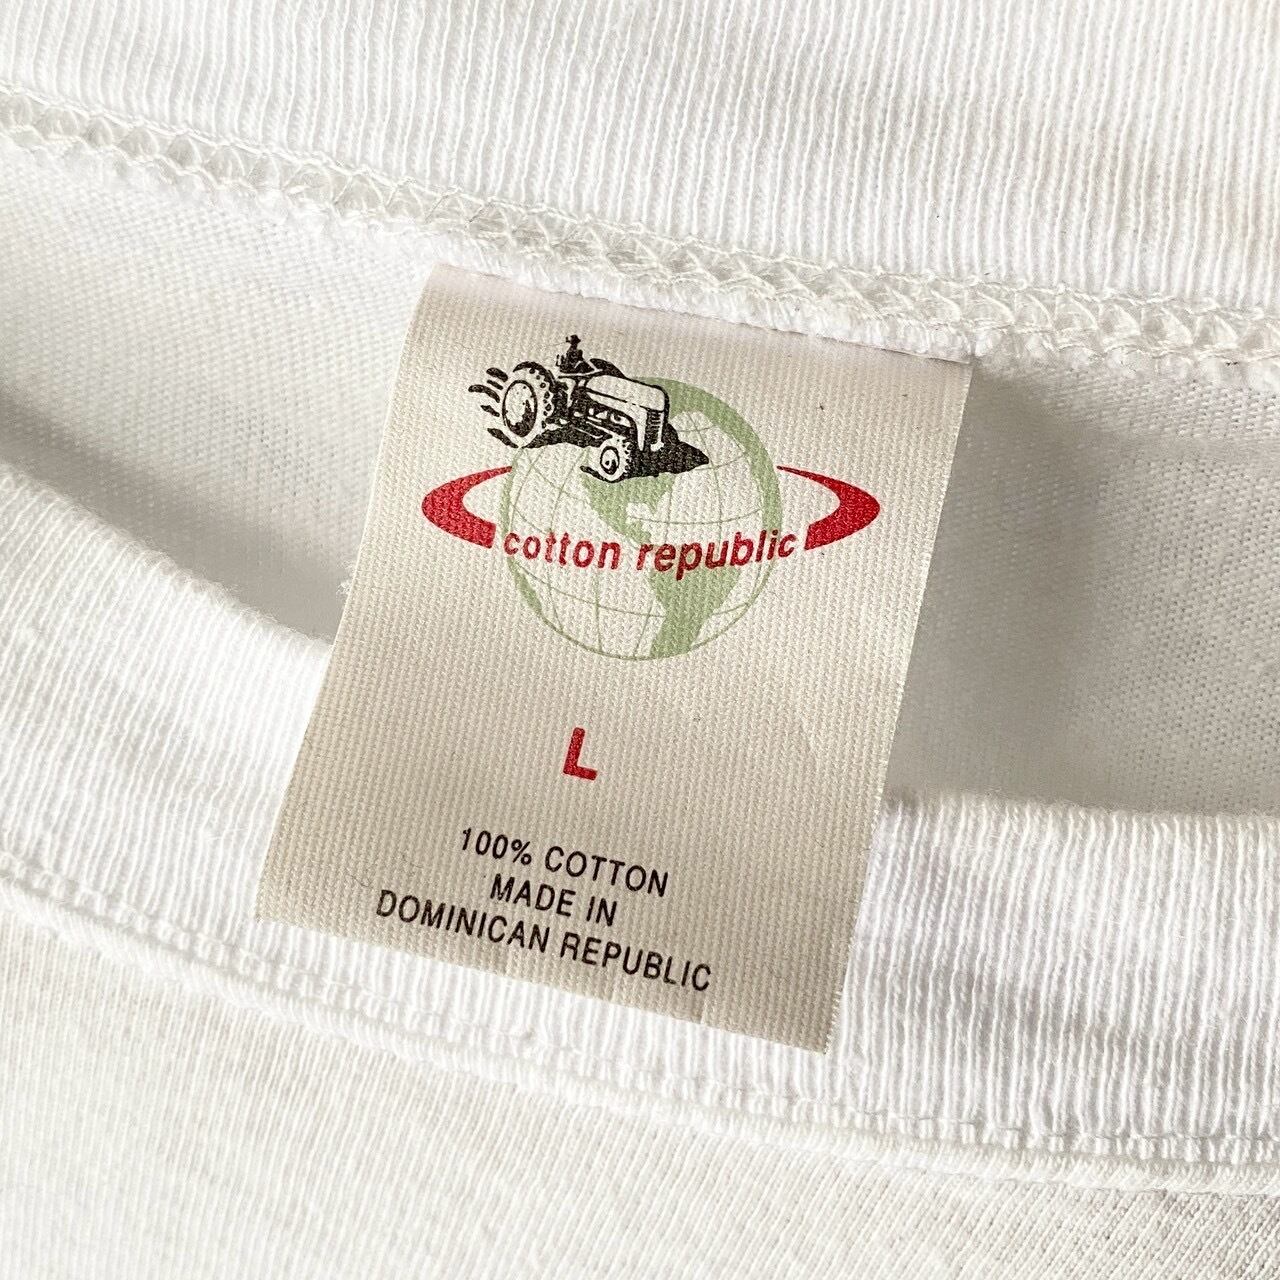 cotton republic
L
100% COTTON
MADE IN
DOMINICAN REPUBLIC